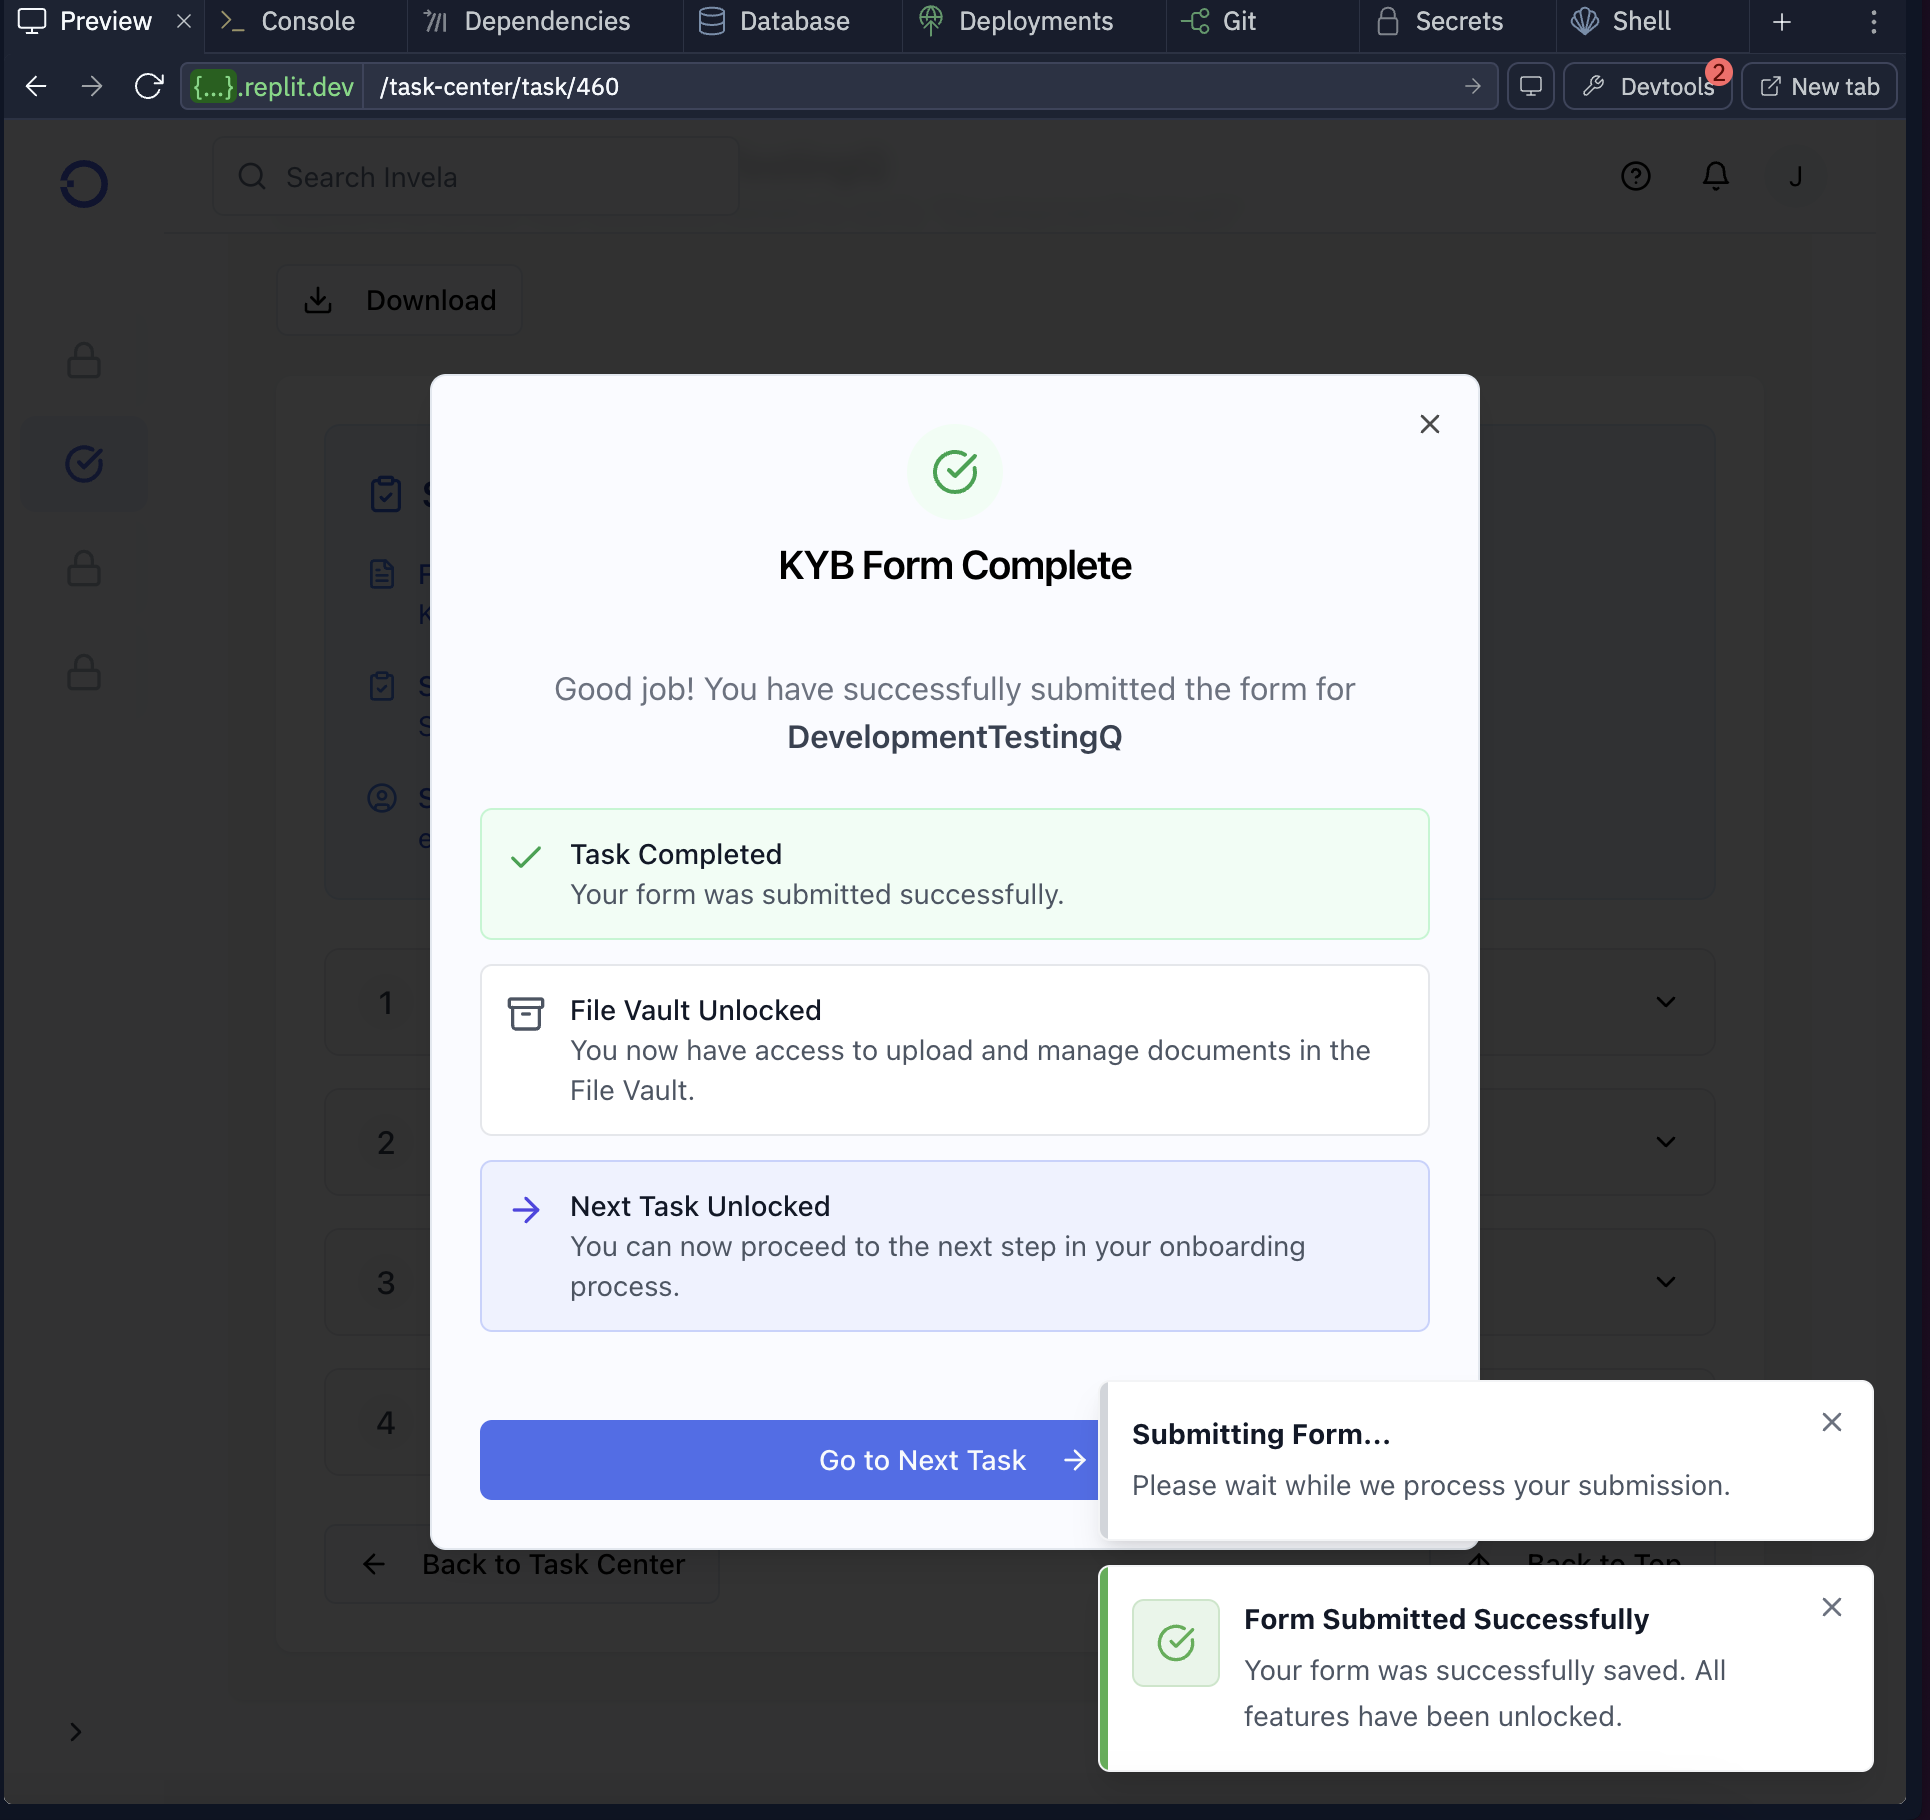 Preview
Console
Dependencies
Database
Deployments
Git
Secrets
Shell
{...}.replit.dev
/task-center/task/460
Devtools
2
New tab
Search Invela
J
Download
KYB Form Complete
Good job! You have successfully submitted the form for
DevelopmentTestingQ
Task Completed
Your form was submitted successfully.
1
File Vault Unlocked
You now have access to upload and manage documents in the
File Vault.
2
Next Task Unlocked
You can now proceed to the next step in your onboarding
process.
3
4
Go to Next Task
Submitting Form...
Please wait while we process your submission.
Back to Task Center
Back to Top
Form Submitted Successfully
Your form was successfully saved. All
features have been unlocked.